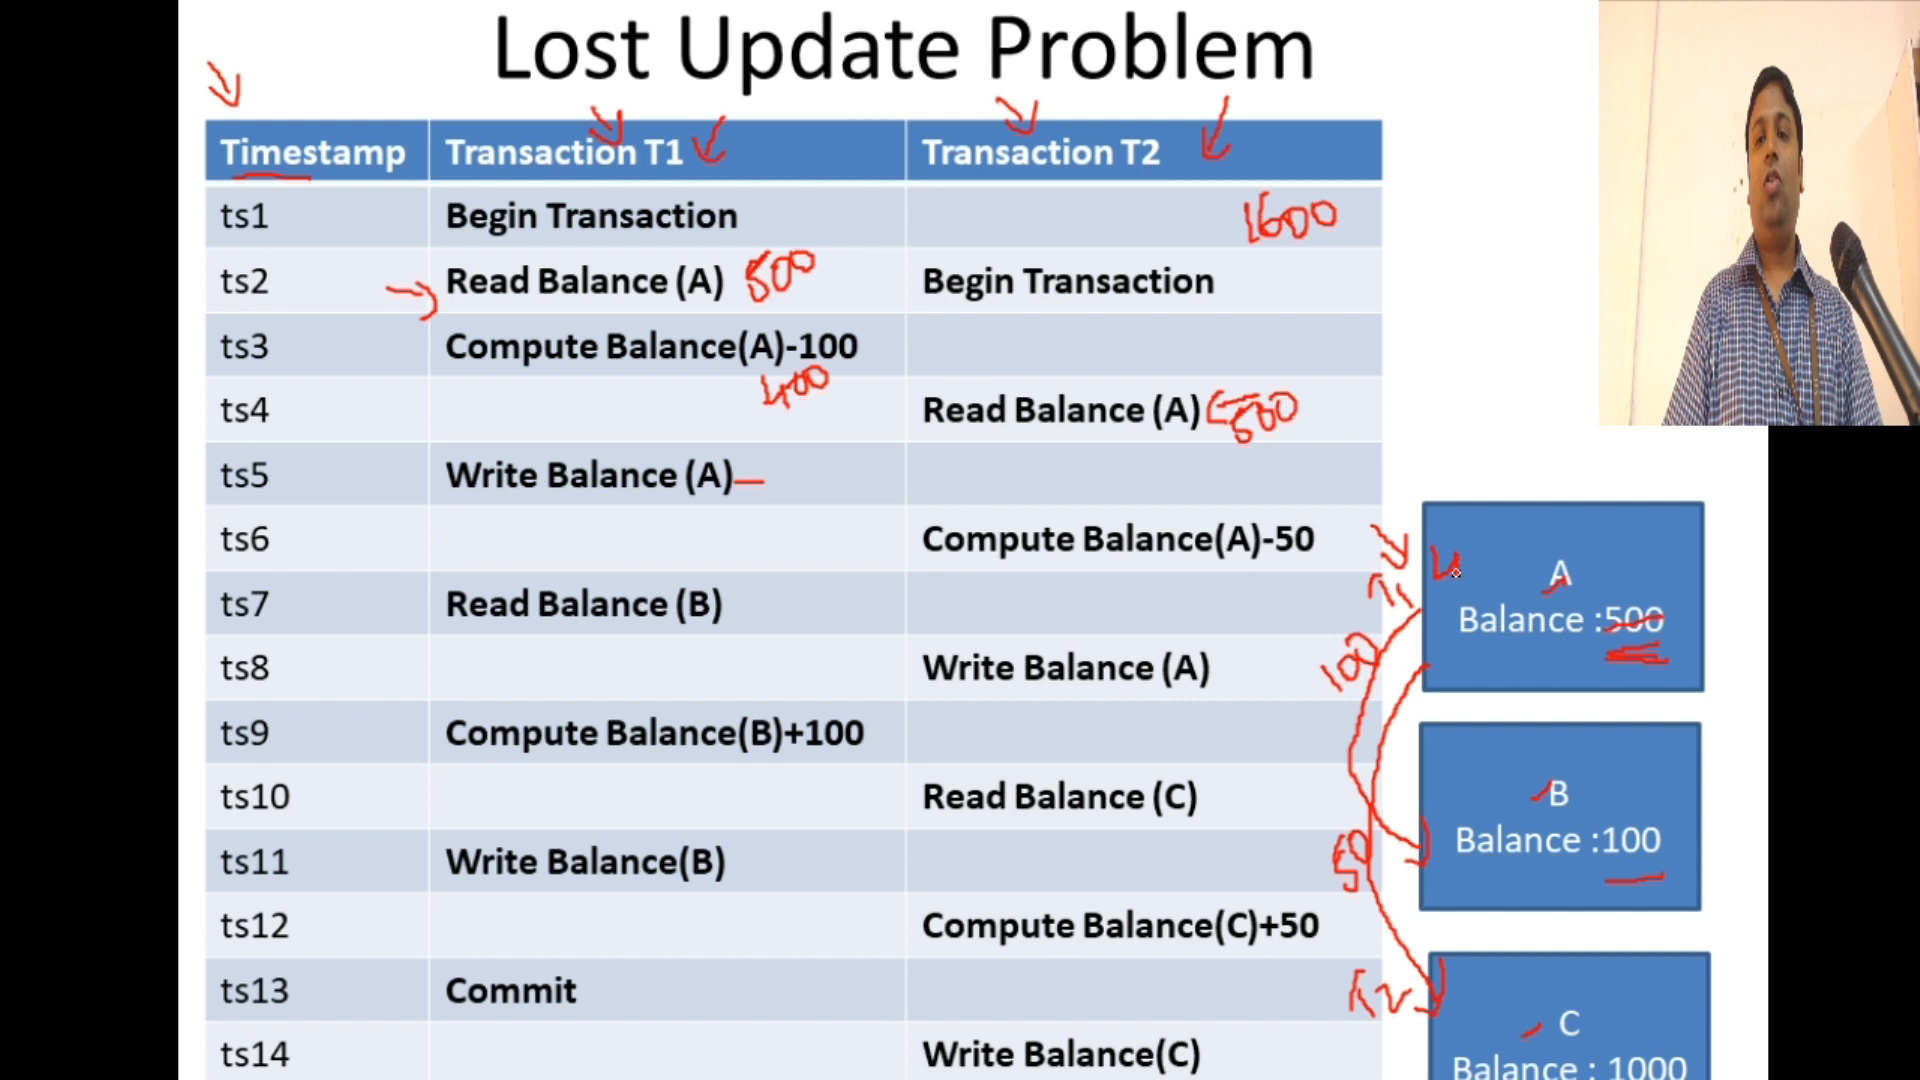 Lost Update Problem
Timestamp Transaction T1 Transaction T2
ts1 Begin Transaction 1600
ts2 Read Balance (A) 500 Begin Transaction
ts3 Compute Balance(A)-100
400
ts4 Read Balance (A) 500
ts5 Write Balance (A)
ts6 Compute Balance(A)-50
ts7 Read Balance (B)
ts8 Write Balance (A)
ts9 Compute Balance(B)+100
ts10 Read Balance (C)
ts11 Write Balance(B)
ts12 Compute Balance(C)+50
ts13 Commit
ts14 Write Balance(C)
A
Balance :500
100
B
Balance :100
50
C
Balance : 1000